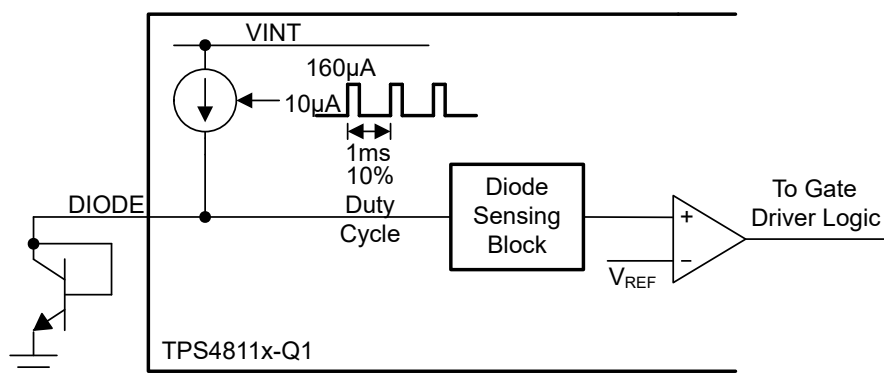 VINT
160µA
10µA
1ms
10%
DIODE
Duty
Cycle
Diode
Sensing
Block
+
−
VREF
To Gate
Driver Logic
TPS4811x-Q1